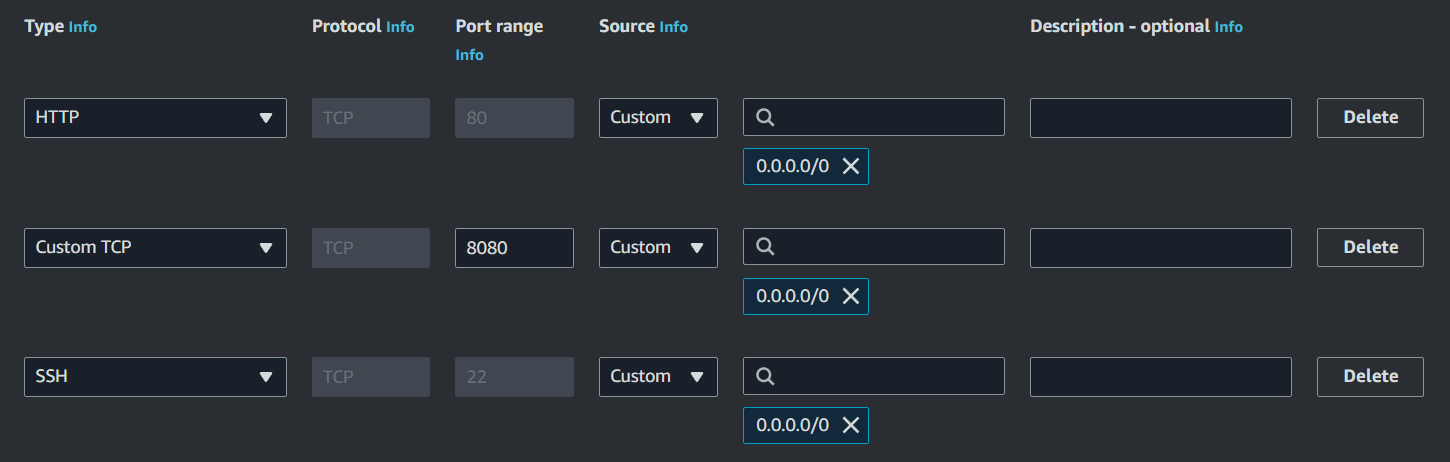 Type Info Protocol Info Port range Info Source Info Description - optional Info
HTTP TCP 80 Custom Delete
0.0.0.0/0
Custom TCP TCP 8080 Custom Delete
0.0.0.0/0
SSH TCP 22 Custom Delete
0.0.0.0/0